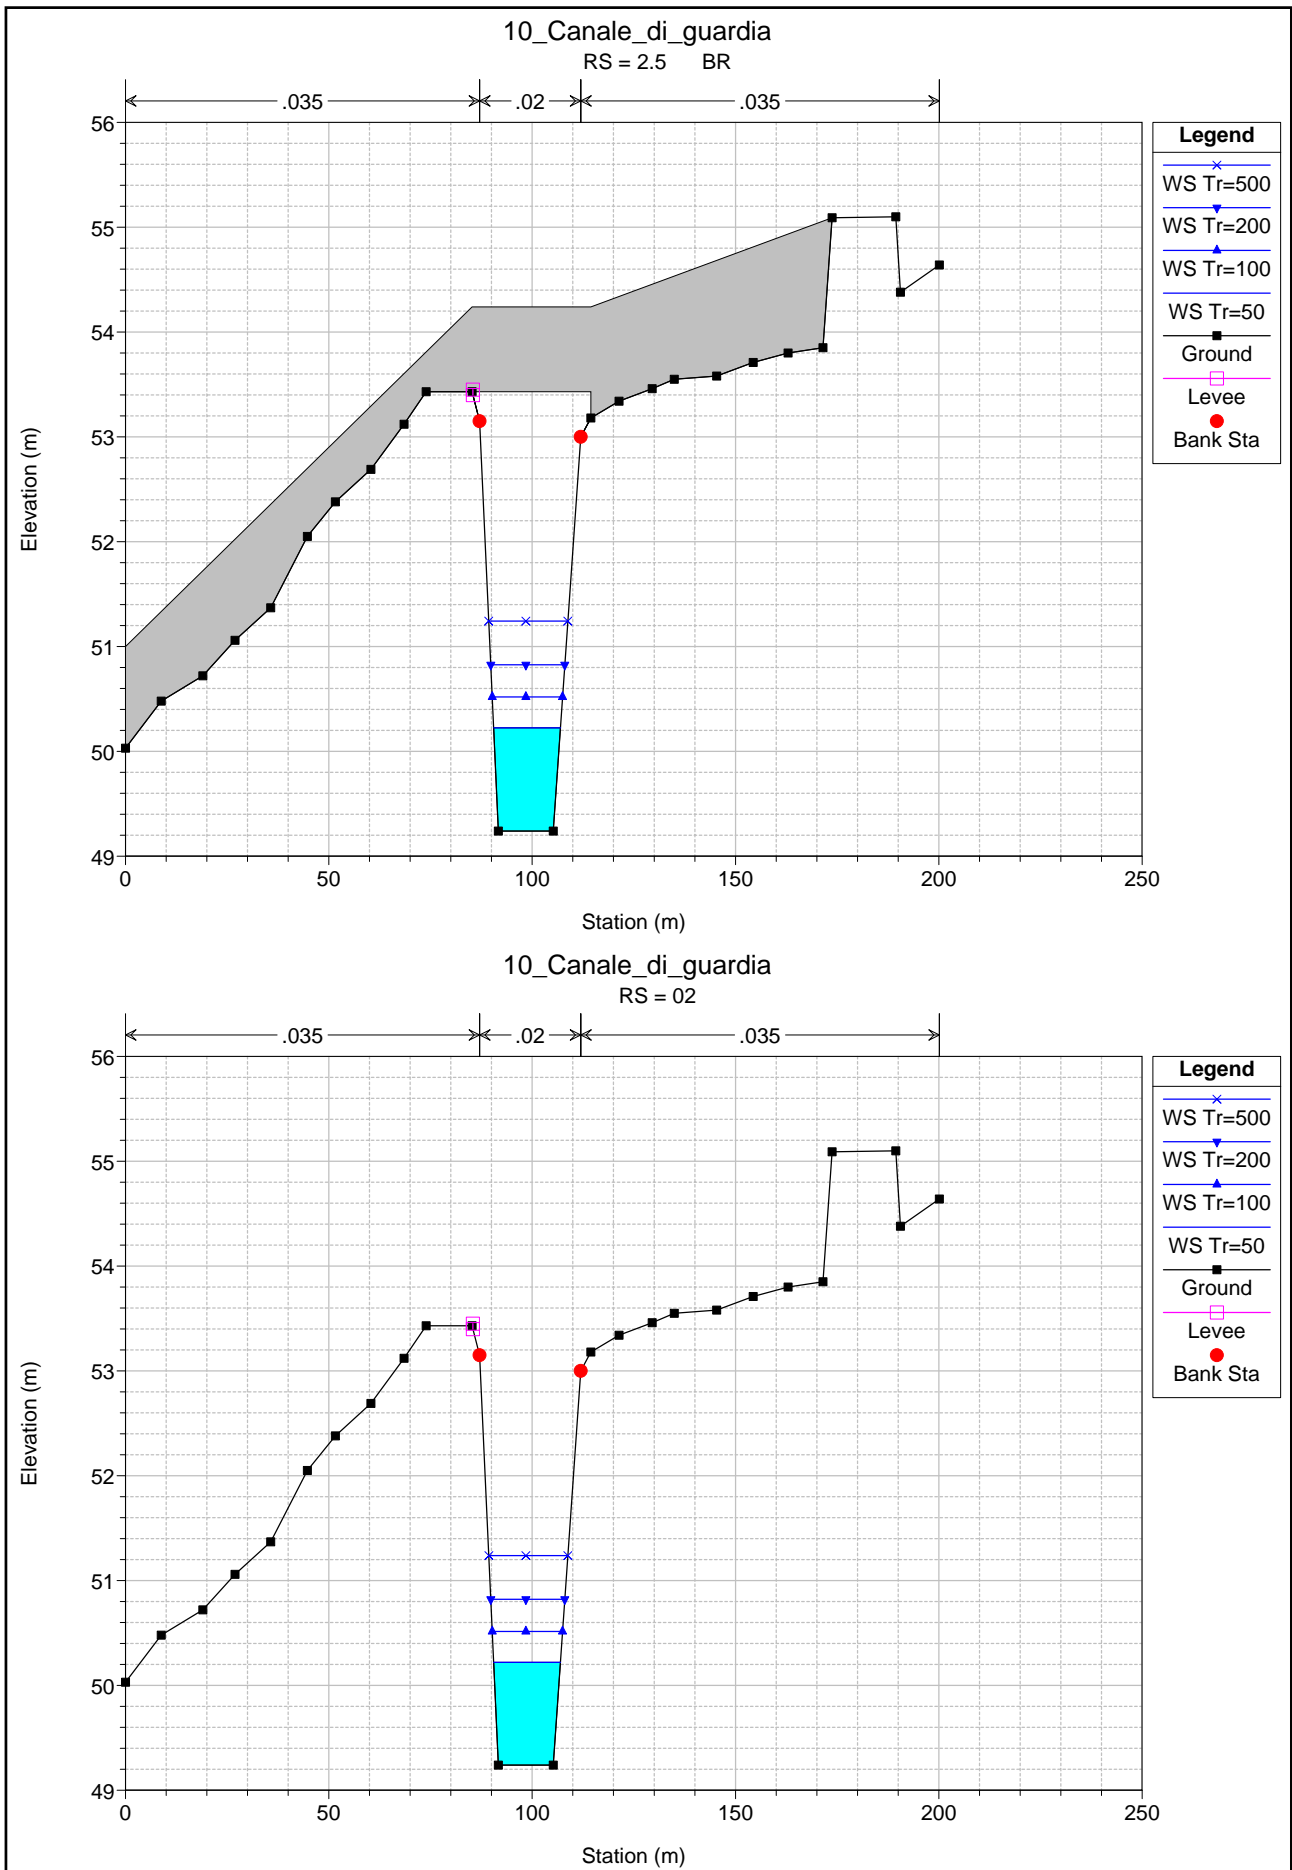 10_Canale_di_guardia
RS = 2.5 BR
.035 .02 .035
56
55
54
53
52
51
50
49
Elevation (m)
0 50 100 150 200 250
Station (m)
Legend
WS Tr=500
WS Tr=200
WS Tr=100
WS Tr=50
Ground
Levee
Bank Sta
10_Canale_di_guardia
RS = 02
.035 .02 .035
56
55
54
53
52
51
50
49
Elevation (m)
0 50 100 150 200 250
Station (m)
Legend
WS Tr=500
WS Tr=200
WS Tr=100
WS Tr=50
Ground
Levee
Bank Sta